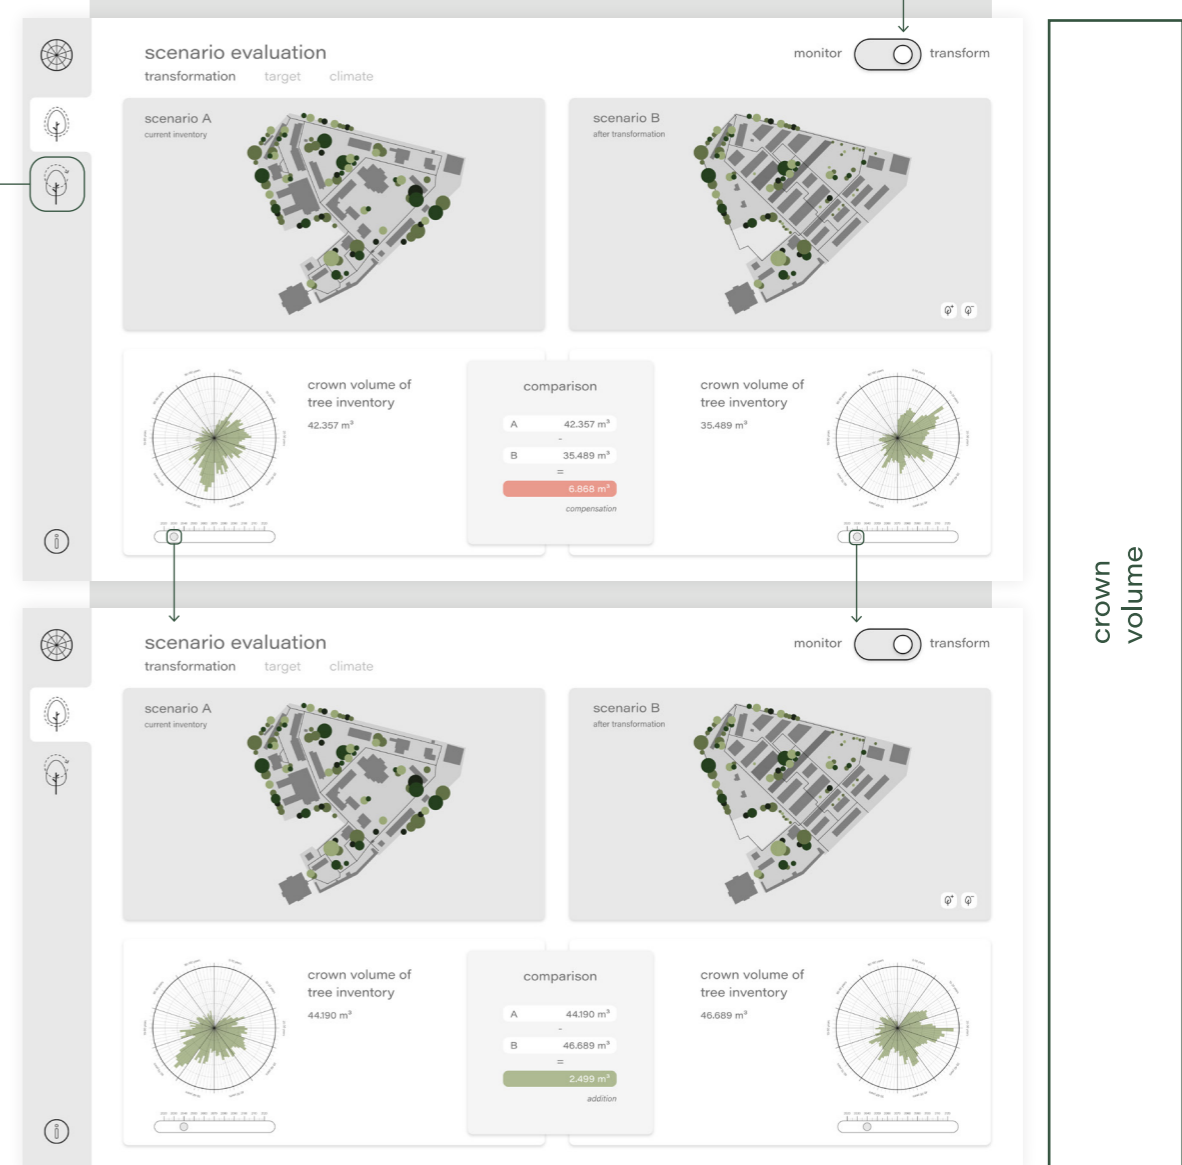 scenario evaluation
transformation target climate
monitor transform
scenario A
current inventory
scenario B
after transformation
crown volume of
tree inventory
42.357 m³
comparison
A 42.357 m³
-
B 35.489 m³
=
6.868 m³
compensation
crown volume of
tree inventory
35.489 m³
scenario evaluation
transformation target climate
monitor transform
scenario A
current inventory
scenario B
after transformation
crown volume of
tree inventory
44.190 m³
comparison
A 44.190 m³
-
B 46.689 m³
=
2.499 m³
addition
crown volume of
tree inventory
46.689 m³
crown
volume